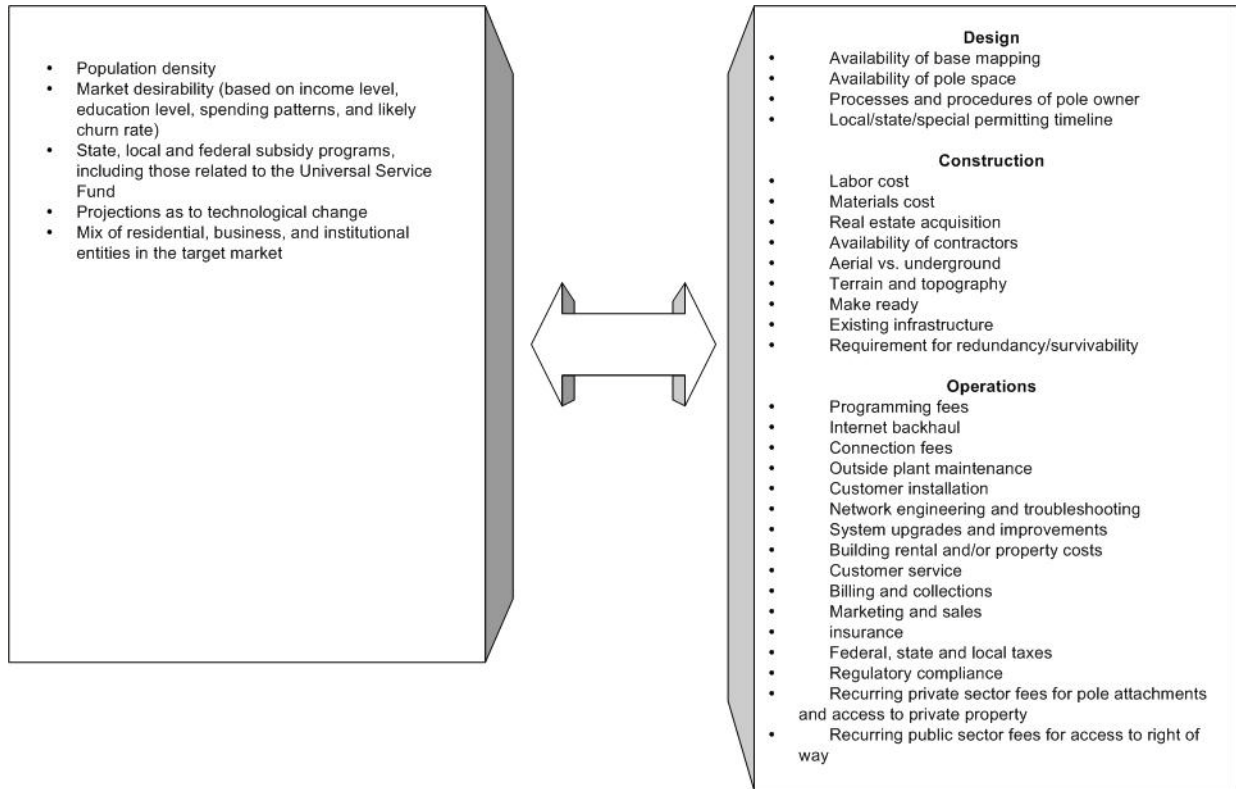 • Population density
• Market desirability (based on income level,
education level, spending patterns, and likely
churn rate)
• State, local and federal subsidy programs,
including those related to the Universal Service
Fund
• Projections as to technological change
• Mix of residential, business, and institutional
entities in the target market
Design
• Availability of base mapping
• Availability of pole space
• Processes and procedures of pole owner
• Local/state/special permitting timeline
Construction
• Labor cost
• Materials cost
• Real estate acquisition
• Availability of contractors
• Aerial vs. underground
• Terrain and topography
• Make ready
• Existing infrastructure
• Requirement for redundancy/survivability
Operations
• Programming fees
• Internet backhaul
• Connection fees
• Outside plant maintenance
• Customer installation
• Network engineering and troubleshooting
• System upgrades and improvements
• Building rental and/or property costs
• Customer service
• Billing and collections
• Marketing and sales
• insurance
• Federal, state and local taxes
• Regulatory compliance
• Recurring private sector fees for pole attachments
and access to private property
• Recurring public sector fees for access to right of
way